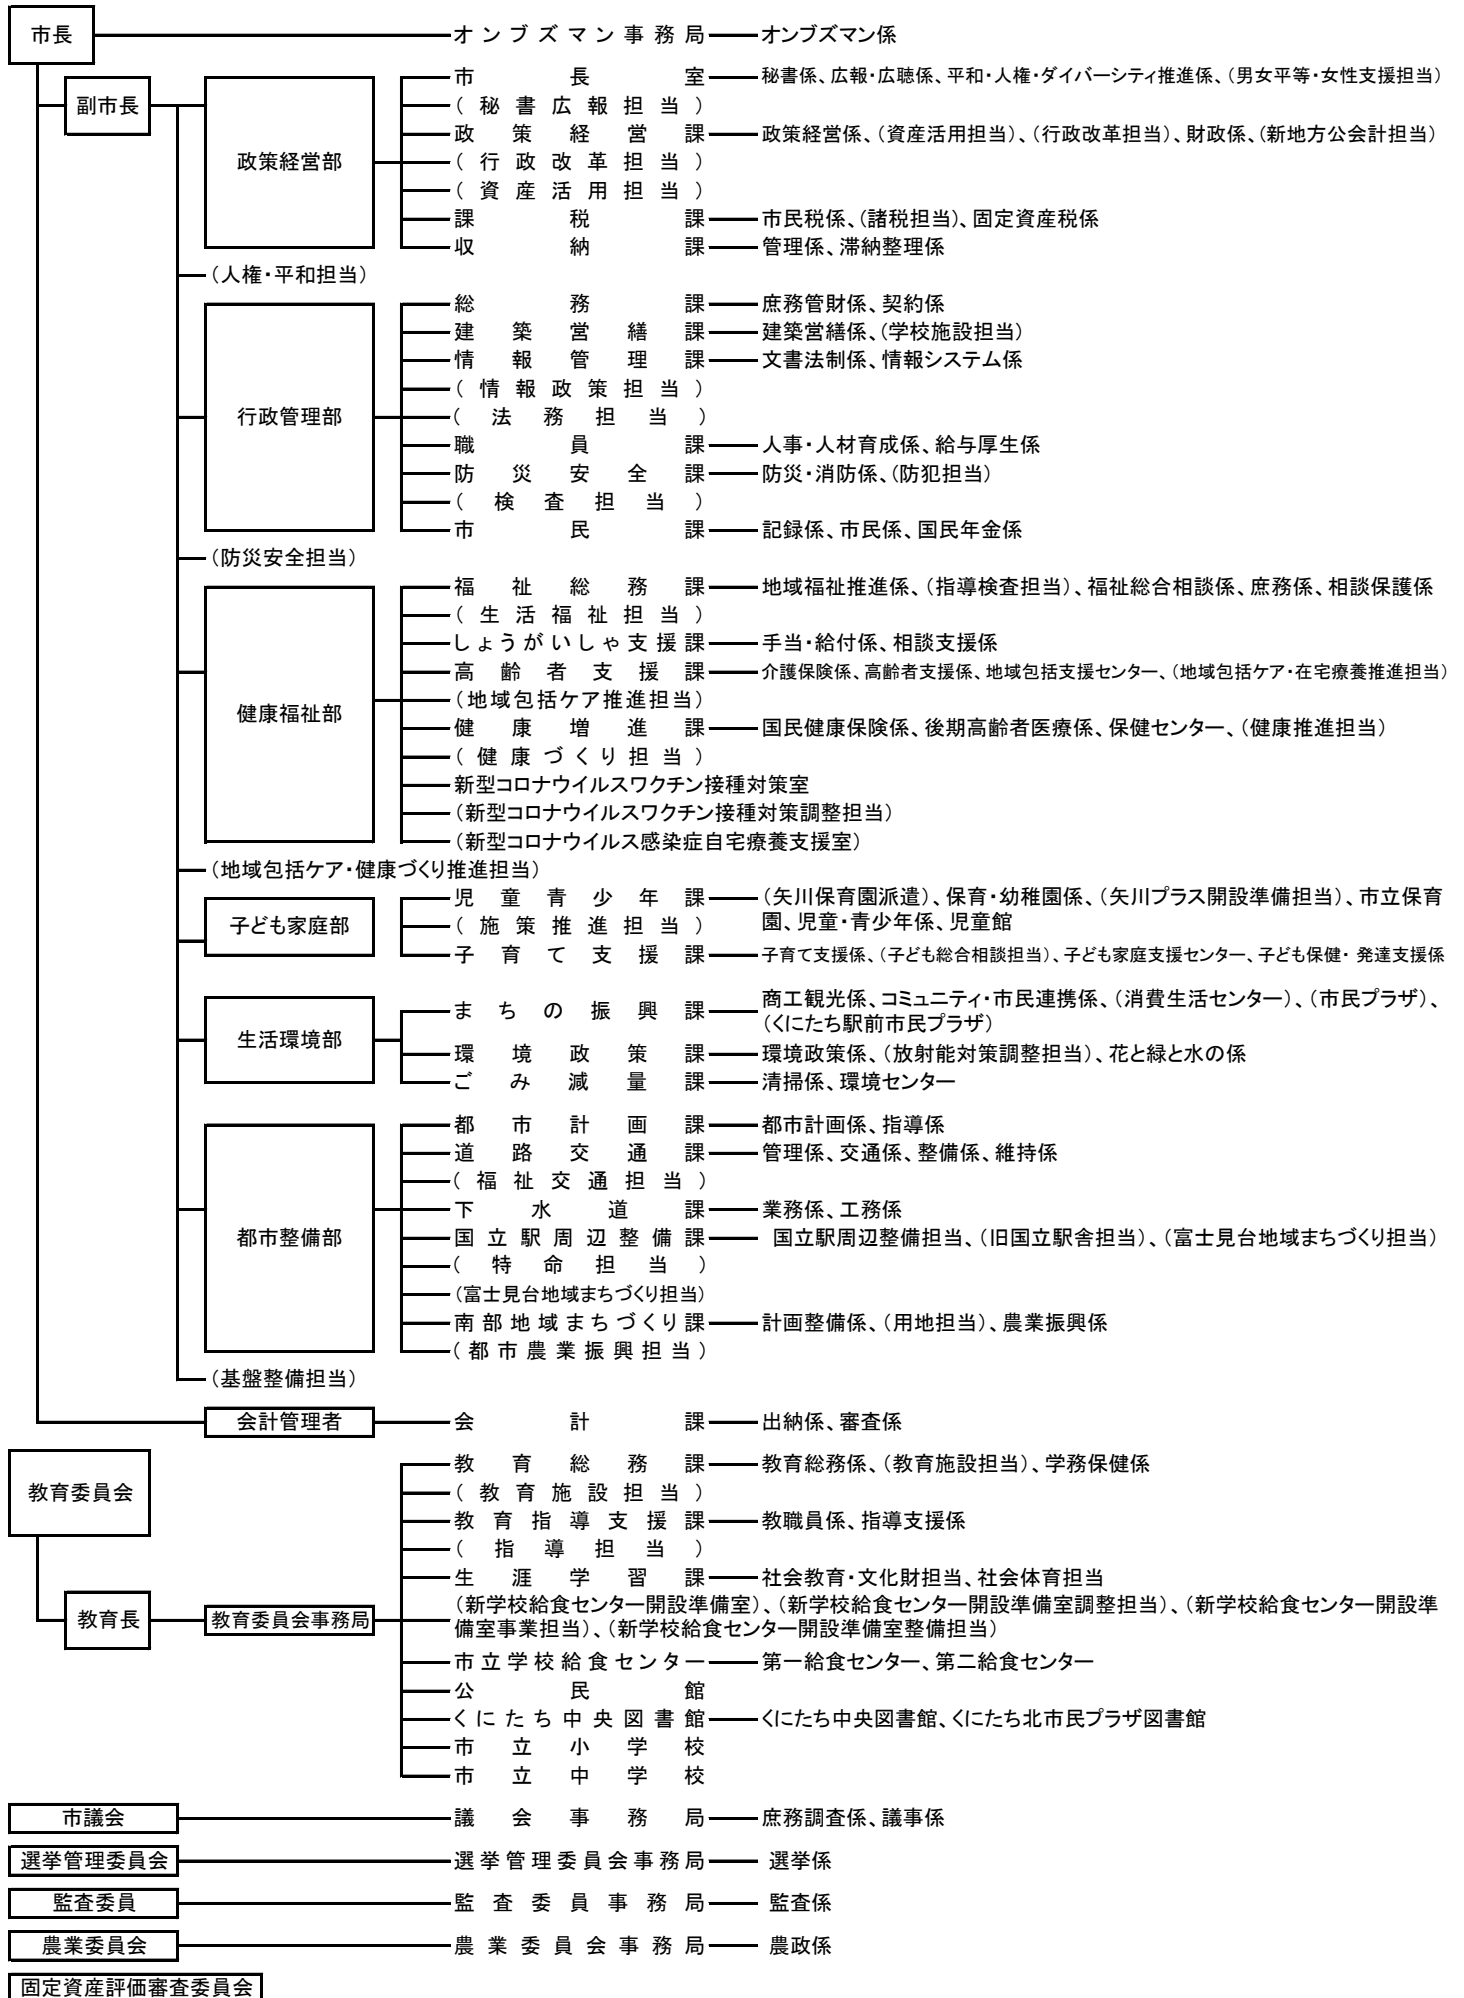 市長
オンブズマン事務局 オンブズマン係
副市長
政策経営部
市長室 秘書係、広報・広聴係、平和・人権・ダイバーシティ推進係、(男女平等・女性支援担当)
(秘書広報担当)
政策経営課 政策経営係、(資産活用担当)、(行政改革担当)、財政係、(新地方公会計担当)
(行政改革担当)
(資産活用担当)
課税課 市民税係、(諸税担当)、固定資産税係
収納課 管理係、滞納整理係
(人権・平和担当)
行政管理部
総務課 庶務管財係、契約係
建築営繕課 建築営繕係、(学校施設担当)
情報管理課 文書法制係、情報システム係
(情報政策担当)
(法務担当)
職員課 人事・人材育成係、給与厚生係
防災安全課 防災・消防係、(防犯担当)
(検査担当)
市民課 記録係、市民係、国民年金係
(防災安全担当)
健康福祉部
福祉総務課 地域福祉推進係、(指導検査担当)、福祉総合相談係、庶務係、相談保護係
(生活福祉担当)
しょうがいしゃ支援課 手当・給付係、相談支援係
高齢者支援課 介護保険係、高齢者支援係、地域包括支援センター、(地域包括ケア・在宅療養推進担当)
(地域包括ケア推進担当)
健康増進課 国民健康保険係、後期高齢者医療係、保健センター、(健康推進担当)
(健康づくり担当)
新型コロナウイルスワクチン接種対策室
(新型コロナウイルスワクチン接種対策調整担当)
(新型コロナウイルス感染症自宅療養支援室)
(地域包括ケア・健康づくり推進担当)
子ども家庭部
児童青少年課 (矢川保育園派遣)、保育・幼稚園係、(矢川プラス開設準備担当)、市立保育
園、児童・青少年係、児童館
(施策推進担当)
子育て支援課 子育て支援係、(子ども総合相談担当)、子ども家庭支援センター、子ども保健・ 発達支援係
生活環境部
まちの振興課 商工観光係、コミュニティ・市民連携係、(消費生活センター)、(市民プラザ)、
(くにたち駅前市民プラザ)
環境政策課 環境政策係、(放射能対策調整担当)、花と緑と水の係
ごみ減量課 清掃係、環境センター
都市整備部
都市計画課 都市計画係、指導係
道路交通課 管理係、交通係、整備係、維持係
(福祉交通担当)
下水道課 業務係、工務係
国立駅周辺整備課 国立駅周辺整備担当、(旧国立駅舎担当)、(富士見台地域まちづくり担当)
(特命担当)
(富士見台地域まちづくり担当)
南部地域まちづくり課 計画整備係、(用地担当)、農業振興係
(都市農業振興担当)
(基盤整備担当)
会計管理者 会計課 出納係、審査係
教育委員会
教育長
教育委員会事務局
教育総務課 教育総務係、(教育施設担当)、学務保健係
(教育施設担当)
教育指導支援課 教職員係、指導支援係
(指導担当)
生涯学習課 社会教育・文化財担当、社会体育担当
(新学校給食センター開設準備室)、(新学校給食センター開設準備室調整担当)、(新学校給食センター開設準
備室事業担当)、(新学校給食センター開設準備室整備担当)
市立学校給食センター 第一給食センター、第二給食センター
公民館
くにたち中央図書館 くにたち中央図書館、くにたち北市民プラザ図書館
市立小学校
市立中学校
市議会 議会事務局 庶務調査係、議事係
選挙管理委員会 選挙管理委員会事務局 選挙係
監査委員 監査委員事務局 監査係
農業委員会 農業委員会事務局 農政係
固定資産評価審査委員会